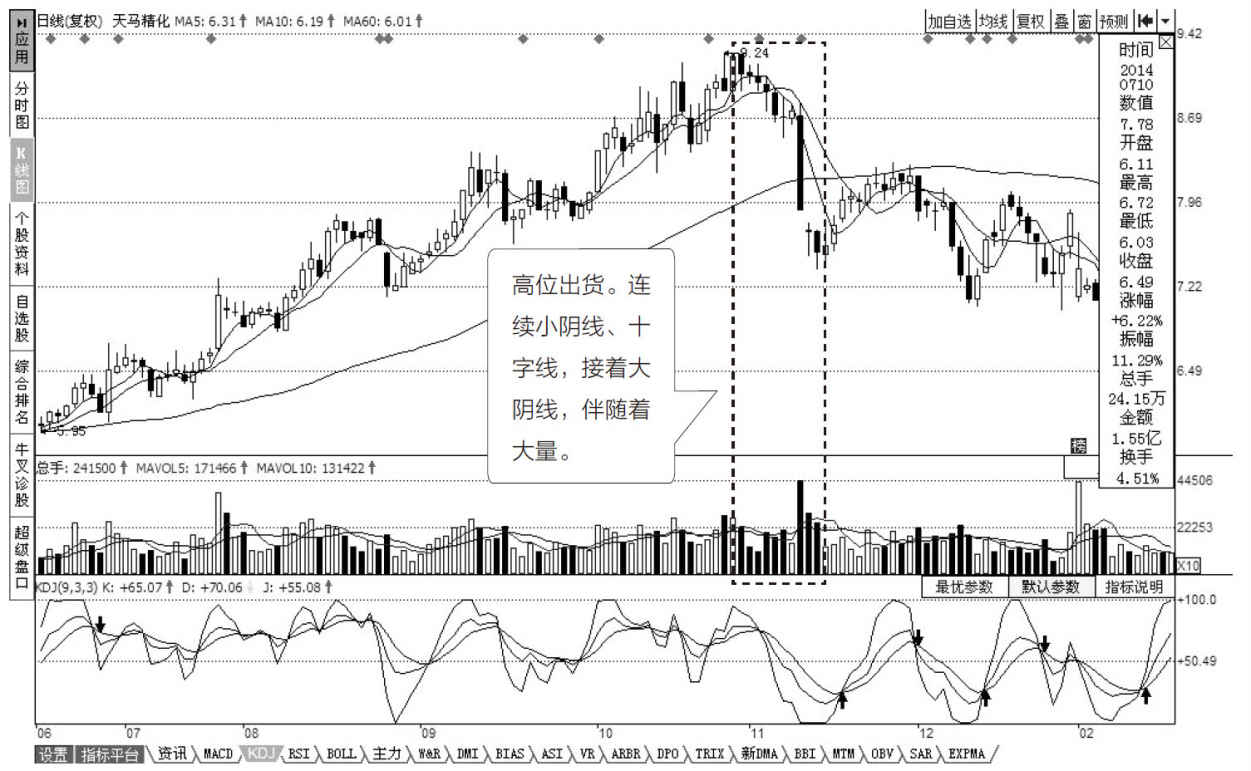 日线(复权) 天马精化 MA5: 6.31 MA10: 6.19 MA60: 6.01
加自选 均线 复权 叠 窗 预测
应用
分时图
K线图
个股资料
自选股
综合排名
牛叉诊股
超级盘口
9.42
8.69
7.96
7.22
6.49
9.24
5.95
时间
2014
0710
数值
7.78
开盘
6.11
最高
6.72
最低
6.03
收盘
6.49
涨幅
+6.22%
振幅
11.29%
总手
24.15万
金额
1.55亿
换手
4.51%
高位出货。连
续小阴线、十
字线，接着大
阴线，伴随着
大量。
榜
总手: 241500 MAVOL5: 171466 MAVOL10: 131422
44506
22253
X10
KDJ(9,3,3) K: +65.07 D: +70.06 J: +55.08
最优参数 默认参数 指标说明
+100.0
+50.49
06 07 08 09 10 11 12 02
设置 指标平台 资讯 MACD KDJ RSI BOLL 主力 W&R DMI BIAS ASI VR ARBR DPO TRIX 新DMA BBI MTM OBV SAR EXPMA